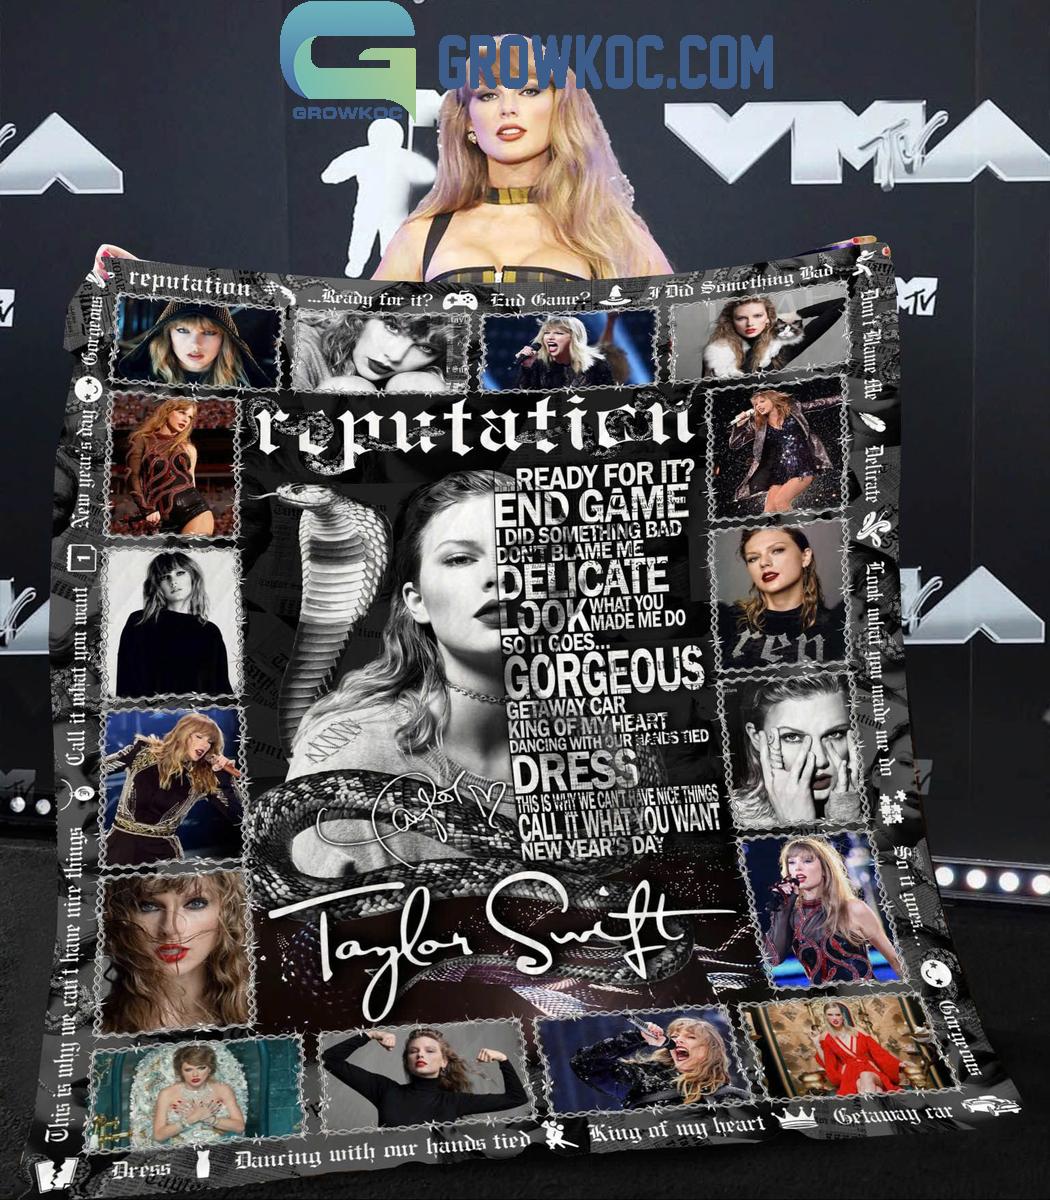 GROWKOC.COM
GROWKOC
VMA
MTV
reputation
...Ready for it?
End Game?
I Did Something Bad
Don't Blame Me
Delicate
Look what you made me do
So it goes...
Gorgeous
Getaway car
King of my heart
Dancing with our hands tied
Dress
This is why we can't have nice things
Call it what you want
1
New year's day
Gorgeous
reputation
...READY FOR IT?
END GAME
I DID SOMETHING BAD
DON'T BLAME ME
DELICATE
LOOK WHAT YOU
MADE ME DO
SO IT GOES...
GORGEOUS
GETAWAY CAR
KING OF MY HEART
DANCING WITH OUR HANDS TIED
DRESS
THIS IS WHY WE CAN'T HAVE NICE THINGS
CALL IT WHAT YOU WANT
NEW YEAR'S DAY
Taylor
Taylor Swift
rep
MTV